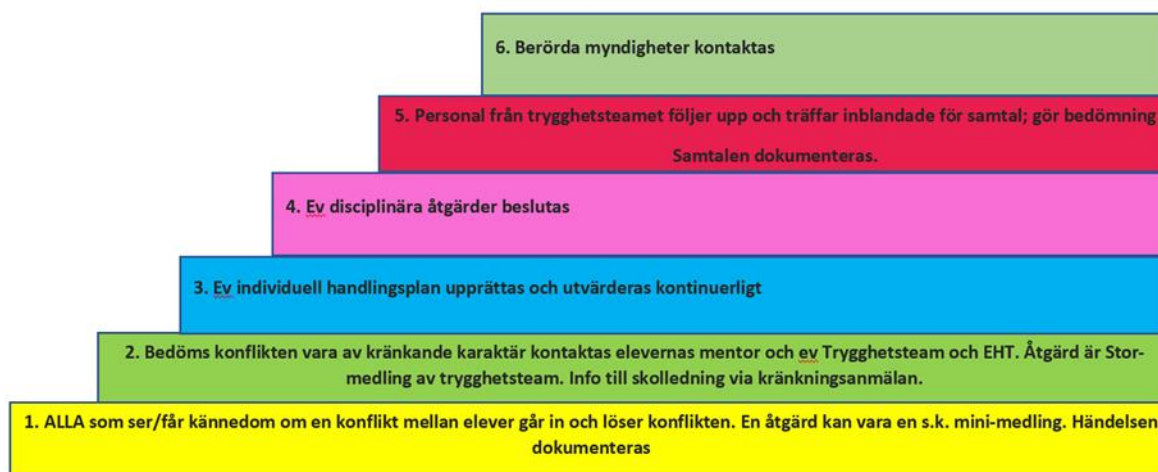 6. Berörda myndigheter kontaktas
5. Personal från trygghetsteamet följer upp och träffar inblandade för samtal; gör bedömning
Samtalen dokumenteras.
4. Ev disciplinära åtgärder beslutas
3. Ev individuell handlingsplan upprättas och utvärderas kontinuerligt
2. Bedöms konflikten vara av kränkande karaktär kontaktas elevernas mentor och ev Trygghetsteam och EHT. Åtgärd är Stor-
medling av trygghetsteam. Info till skolledning via kränkningsanmälan.
1. ALLA som ser/får kännedom om en konflikt mellan elever går in och löser konflikten. En åtgärd kan vara en s.k. mini-medling. Händelsen
dokumenteras